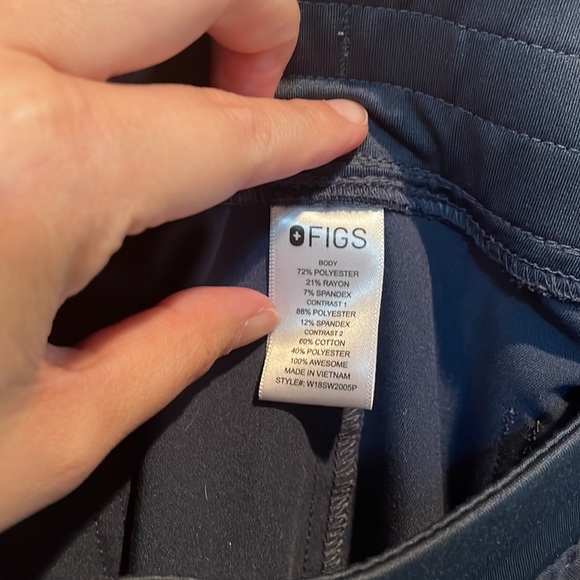 FIGS
BODY
72% POLYESTER
21% RAYON
7% SPANDEX
CONTRAST 1
88% POLYESTER
12% SPANDEX
CONTRAST 2
60% COTTON
40% POLYESTER
100% AWESOME
MADE IN VIETNAM
STYLE#: W18SW2005P